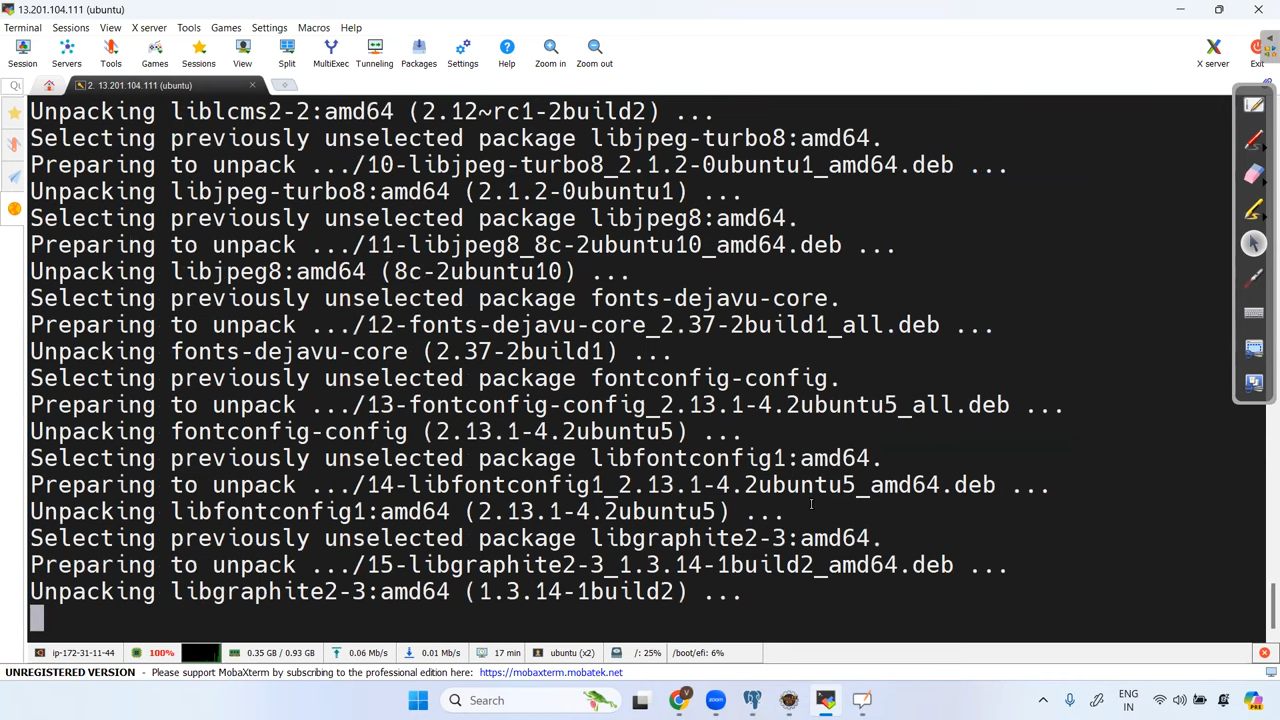 13.201.104.111 (ubuntu)
Terminal Sessions View X server Tools Games Settings Macros Help
Session Servers Tools Games Sessions View Split MultiExec Tunneling Packages Settings Help Zoom in Zoom out X server Exit
2. 13.201.104.111 (ubuntu)
Unpacking liblcms2-2:amd64 (2.12~rc1-2build2) ...
Selecting previously unselected package libjpeg-turbo8:amd64.
Preparing to unpack .../10-libjpeg-turbo8_2.1.2-0ubuntu1_amd64.deb ...
Unpacking libjpeg-turbo8:amd64 (2.1.2-0ubuntu1) ...
Selecting previously unselected package libjpeg8:amd64.
Preparing to unpack .../11-libjpeg8_8c-2ubuntu10_amd64.deb ...
Unpacking libjpeg8:amd64 (8c-2ubuntu10) ...
Selecting previously unselected package fonts-dejavu-core.
Preparing to unpack .../12-fonts-dejavu-core_2.37-2build1_all.deb ...
Unpacking fonts-dejavu-core (2.37-2build1) ...
Selecting previously unselected package fontconfig-config.
Preparing to unpack .../13-fontconfig-config_2.13.1-4.2ubuntu5_all.deb ...
Unpacking fontconfig-config (2.13.1-4.2ubuntu5) ...
Selecting previously unselected package libfontconfig1:amd64.
Preparing to unpack .../14-libfontconfig1_2.13.1-4.2ubuntu5_amd64.deb ...
Unpacking libfontconfig1:amd64 (2.13.1-4.2ubuntu5) ...
Selecting previously unselected package libgraphite2-3:amd64.
Preparing to unpack .../15-libgraphite2-3_1.3.14-1build2_amd64.deb ...
Unpacking libgraphite2-3:amd64 (1.3.14-1build2) ...
ip-172-31-11-44 100% 0.35 GB / 0.93 GB 0.06 Mb/s 0.01 Mb/s 17 min ubuntu (x2) /: 25% /boot/efi: 6%
UNREGISTERED VERSION - Please support MobaXterm by subscribing to the professional edition here: https://mobaxterm.mobatek.net
Search ENG
IN